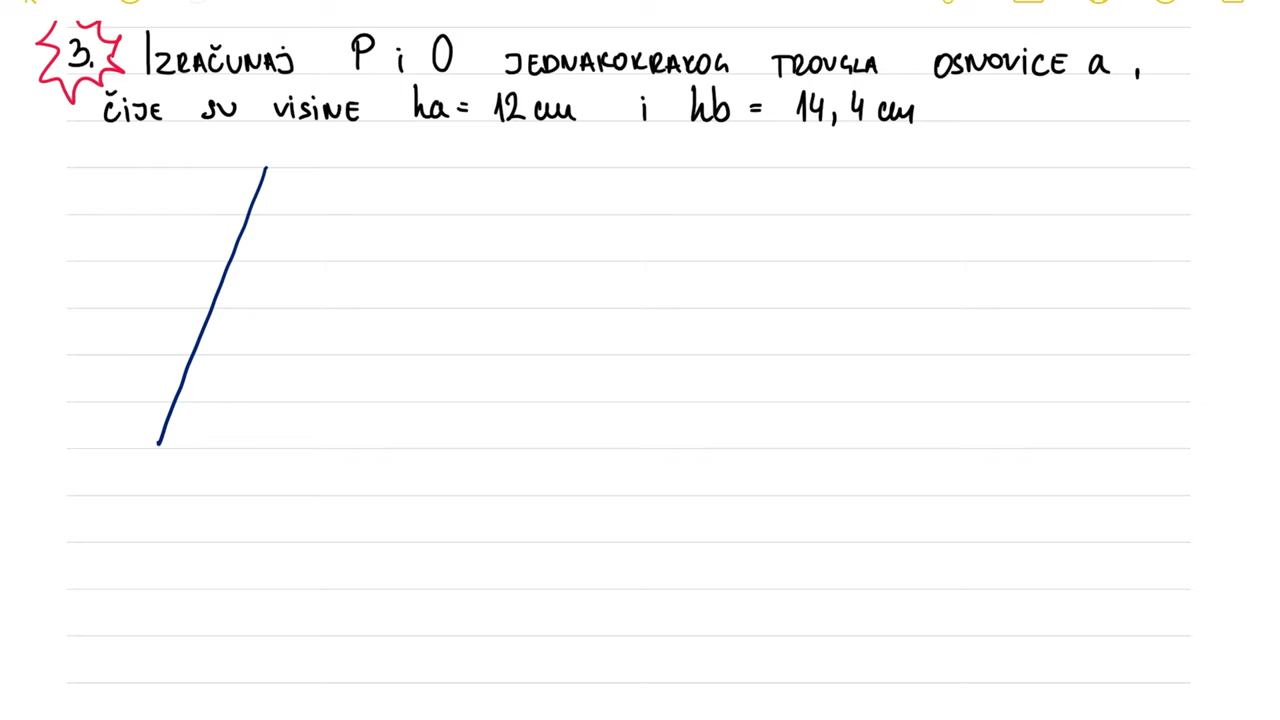 3. IZRAČUNAJ P i O JEDNAKOKRAKOG TROUGLA OSNOVICE a,
ČIJE SU VISINE ha = 12 cm i hb = 14,4 cm